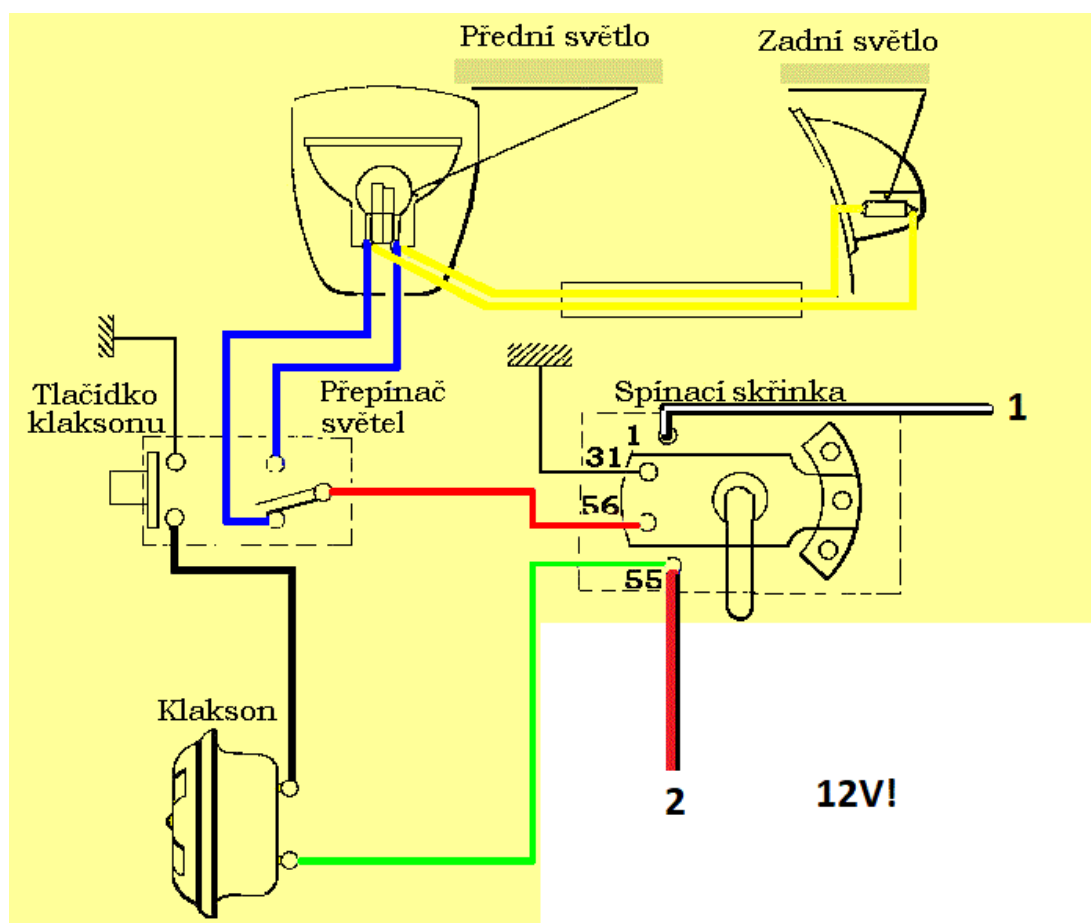 Přední světlo
Zadní světlo
Tlačídko
klaksonu
Přepínač
světel
Spínací skřinka
1
1
31
56
55
Klakson
2
12V!